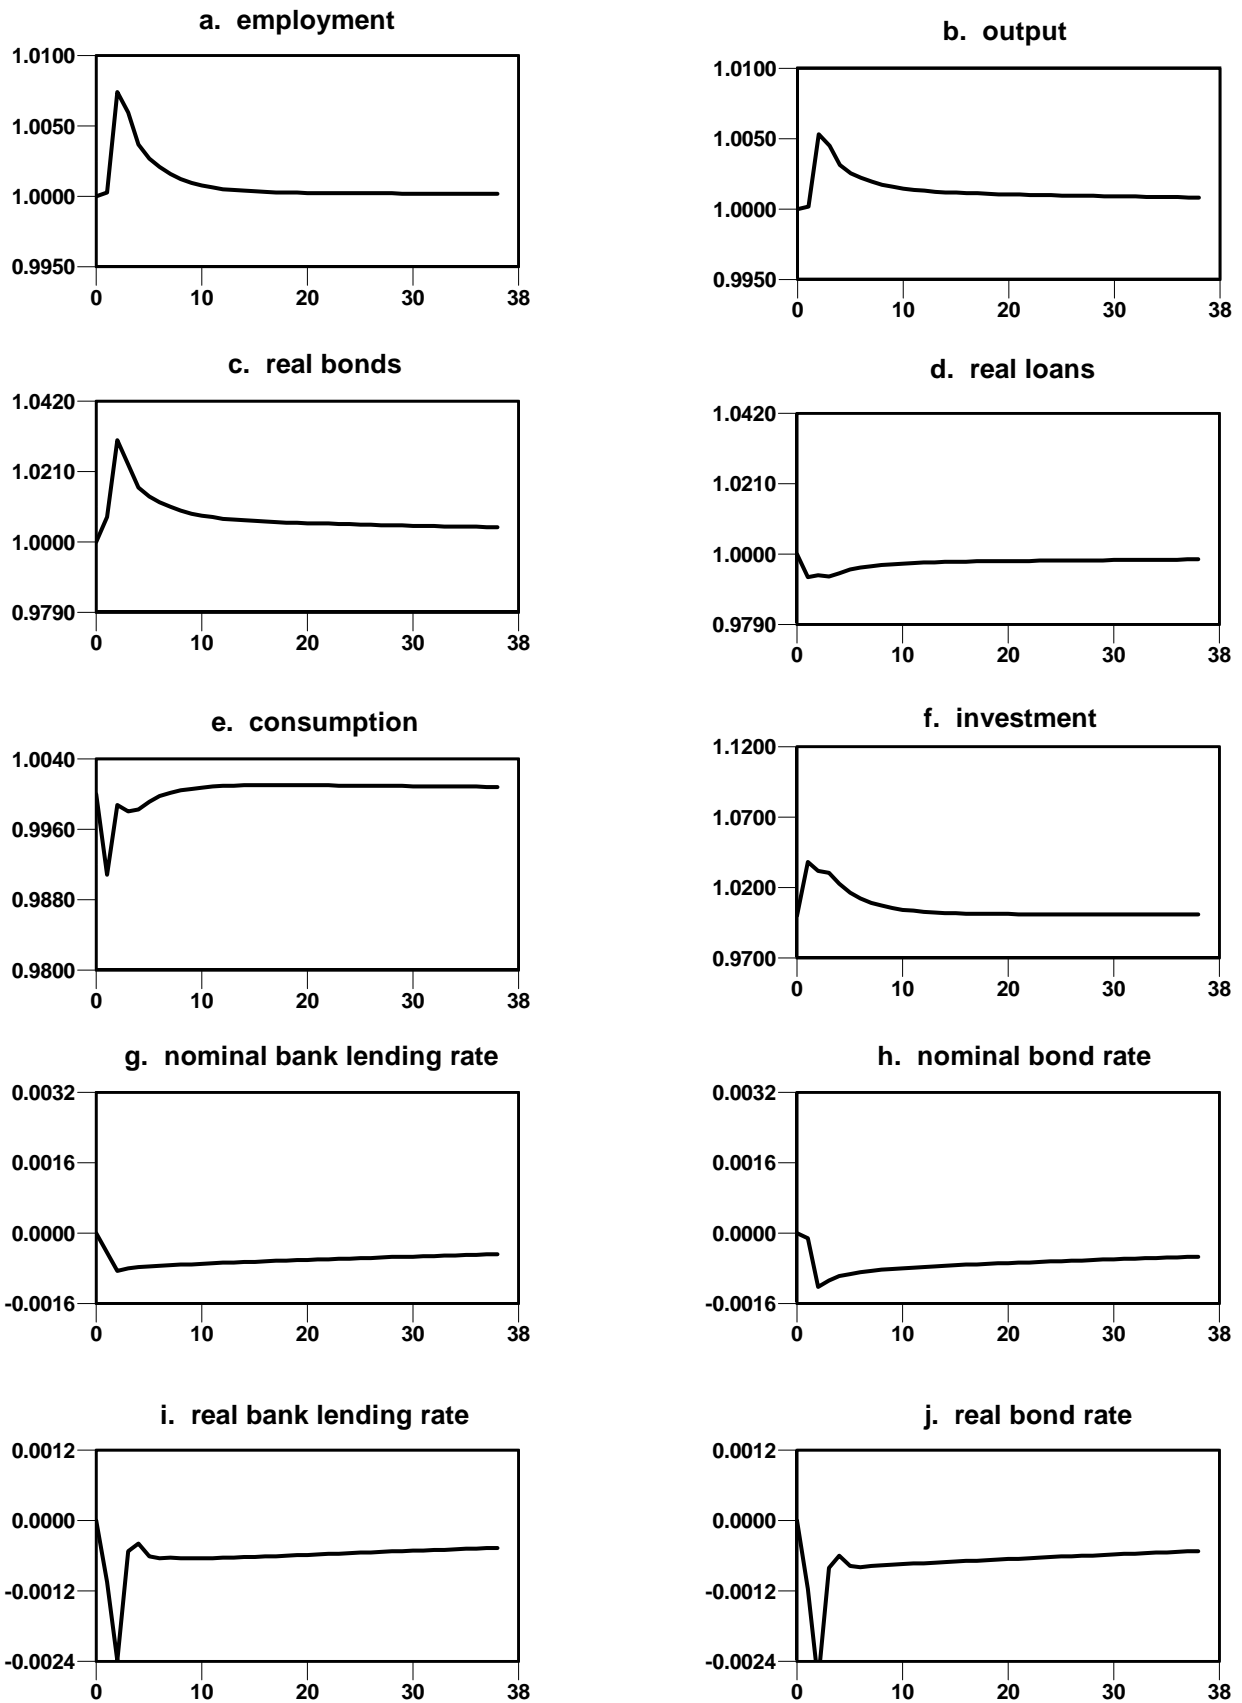 a. employment
1.0100
1.0050
1.0000
0.9950
0 10 20 30 38
b. output
1.0100
1.0050
1.0000
0.9950
0 10 20 30 38
c. real bonds
1.0420
1.0210
1.0000
0.9790
0 10 20 30 38
d. real loans
1.0420
1.0210
1.0000
0.9790
0 10 20 30 38
e. consumption
1.0040
0.9960
0.9880
0.9800
0 10 20 30 38
f. investment
1.1200
1.0700
1.0200
0.9700
0 10 20 30 38
g. nominal bank lending rate
0.0032
0.0016
0.0000
-0.0016
0 10 20 30 38
h. nominal bond rate
0.0032
0.0016
0.0000
-0.0016
0 10 20 30 38
i. real bank lending rate
0.0012
0.0000
-0.0012
-0.0024
0 10 20 30 38
j. real bond rate
0.0012
0.0000
-0.0012
-0.0024
0 10 20 30 38